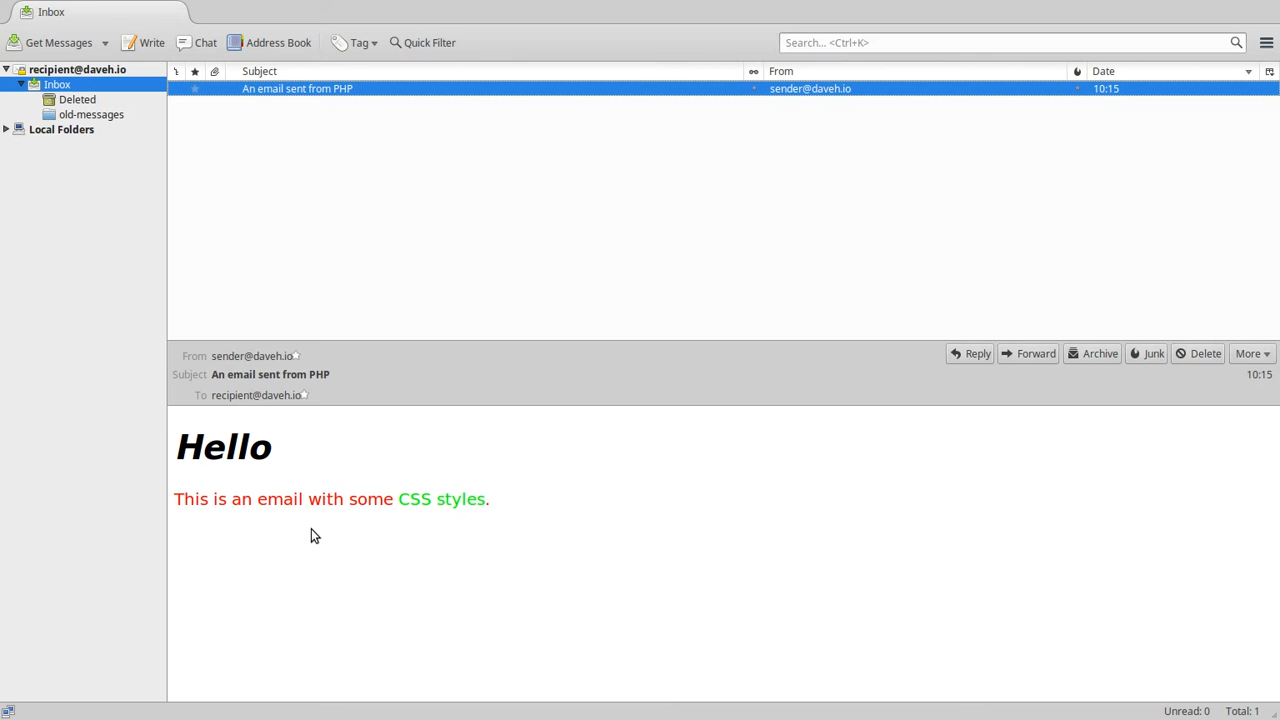 Inbox
Get Messages Write Chat Address Book Tag Quick Filter Search... <Ctrl+K>
recipient@daveh.io
Inbox
Deleted
old-messages
Local Folders
Subject From Date
An email sent from PHP sender@daveh.io 10:15
From sender@daveh.io Reply Forward Archive Junk Delete More
Subject An email sent from PHP 10:15
To recipient@daveh.io
Hello
This is an email with some CSS styles.
Unread: 0 Total: 1